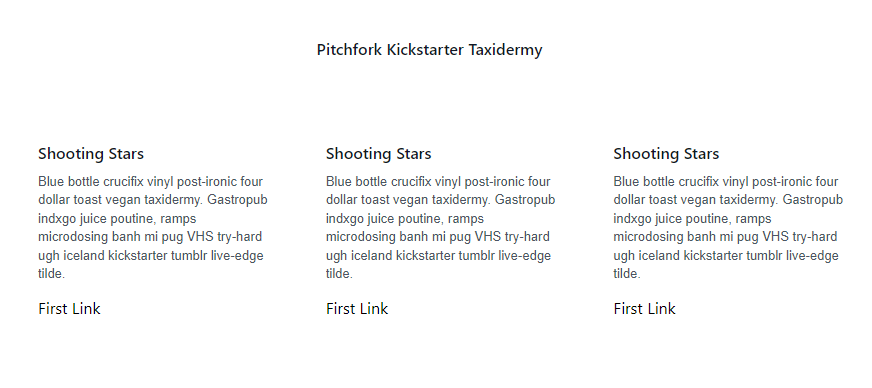 Pitchfork Kickstarter Taxidermy
Shooting Stars
Blue bottle crucifix vinyl post-ironic four
dollar toast vegan taxidermy. Gastropub
indxgo juice poutine, ramps
microdosing banh mi pug VHS try-hard
ugh iceland kickstarter tumblr live-edge
tilde.
First Link
Shooting Stars
Blue bottle crucifix vinyl post-ironic four
dollar toast vegan taxidermy. Gastropub
indxgo juice poutine, ramps
microdosing banh mi pug VHS try-hard
ugh iceland kickstarter tumblr live-edge
tilde.
First Link
Shooting Stars
Blue bottle crucifix vinyl post-ironic four
dollar toast vegan taxidermy. Gastropub
indxgo juice poutine, ramps
microdosing banh mi pug VHS try-hard
ugh iceland kickstarter tumblr live-edge
tilde.
First Link